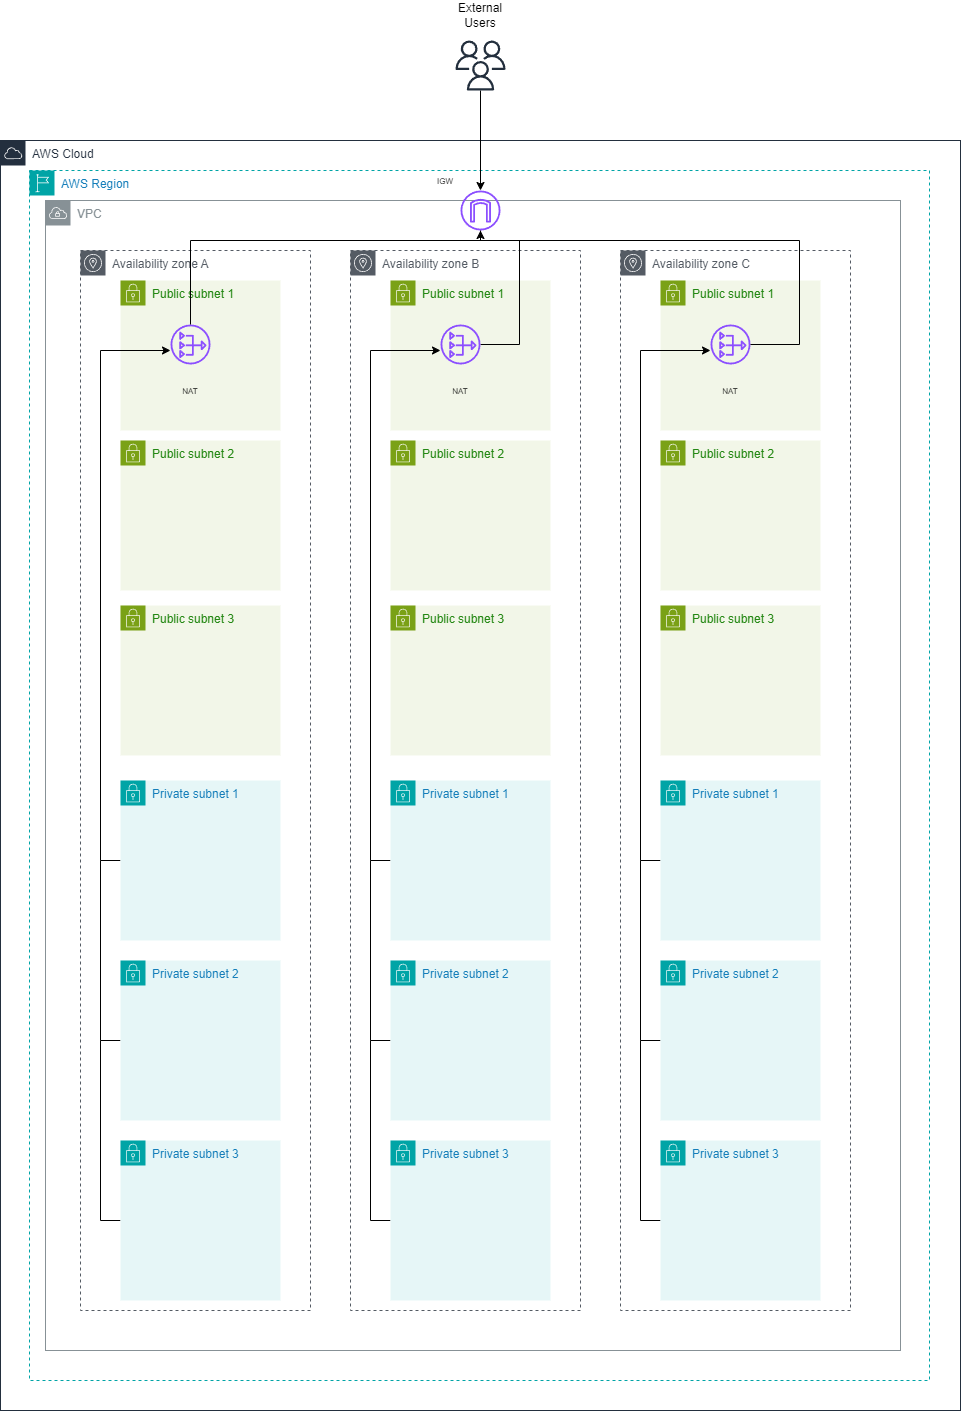 External
Users
AWS Cloud
AWS Region
IGW
VPC
Availability zone A
Availability zone B
Availability zone C
Public subnet 1
Public subnet 1
Public subnet 1
NAT
NAT
NAT
Public subnet 2
Public subnet 2
Public subnet 2
Public subnet 3
Public subnet 3
Public subnet 3
Private subnet 1
Private subnet 1
Private subnet 1
Private subnet 2
Private subnet 2
Private subnet 2
Private subnet 3
Private subnet 3
Private subnet 3